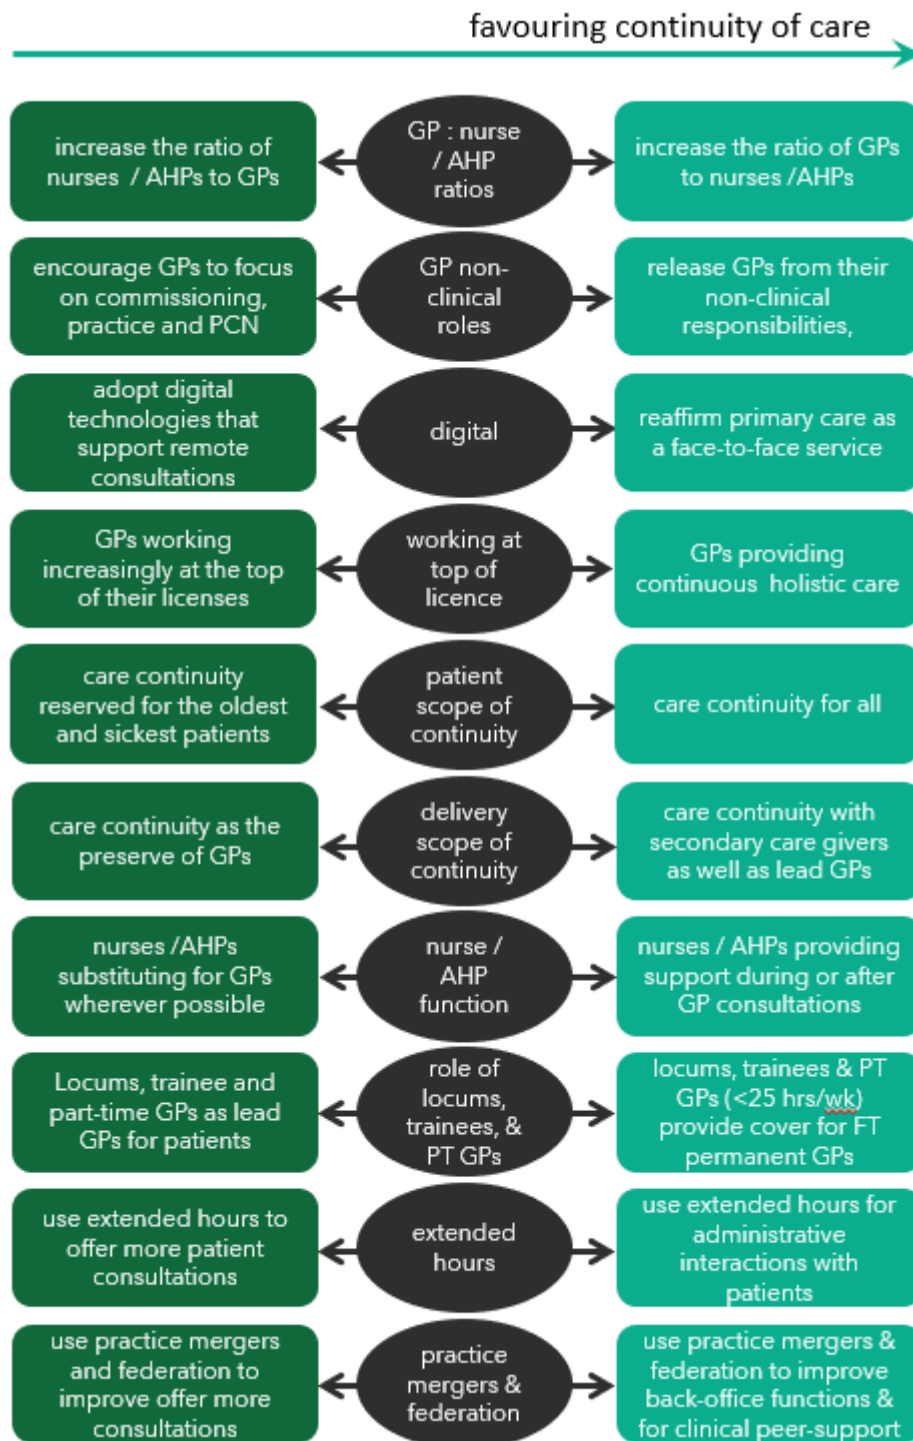 favouring continuity of care
increase the ratio of
nurses / AHPs to GPs
GP : nurse
/ AHP
ratios
increase the ratio of GPs
to nurses /AHPs
encourage GPs to focus
on commissioning,
practice and PCN
GP non-
clinical
roles
release GPs from their
non-clinical
responsibilities,
adopt digital
technologies that
support remote
consultations
digital
reaffirm primary care as
a face-to-face service
GPs working
increasingly at the top
of their licenses
working at
top of
licence
GPs providing
continuous holistic care
care continuity
reserved for the oldest
and sickest patients
patient
scope of
continuity
care continuity for all
care continuity as the
preserve of GPs
delivery
scope of
continuity
care continuity with
secondary care givers
as well as lead GPs
nurses /AHPs
substituting for GPs
wherever possible
nurse /
AHP
function
nurses / AHPs providing
support during or after
GP consultations
Locums, trainee and
part-time GPs as lead
GPs for patients
role of
locums,
trainees, &
PT GPs
locums, trainees & PT
GPs (<25 hrs/wk)
provide cover for FT
permanent GPs
use extended hours to
offer more patient
consultations
extended
hours
use extended hours for
administrative
interactions with
patients
use practice mergers
and federation to
improve offer more
consultations
practice
mergers &
federation
use practice mergers &
federation to improve
back-office functions &
for clinical peer-support